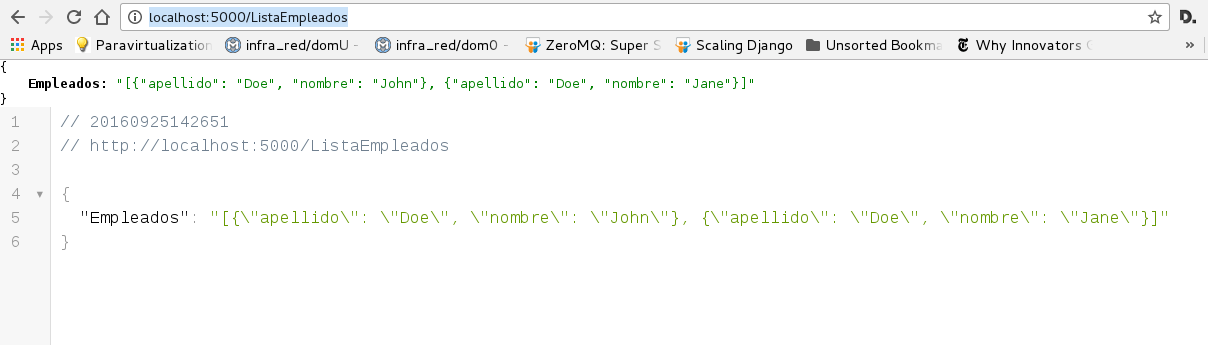 localhost:5000/ListaEmpleados
Apps Paravirtualization infra_red/domU - infra_red/dom0 - ZeroMQ: Super S Scaling Django Unsorted Bookma Why Innovators »
{
Empleados: "[{"apellido": "Doe", "nombre": "John"}, {"apellido": "Doe", "nombre": "Jane"}]"
}
1 // 20160925142651
2 // http://localhost:5000/ListaEmpleados
3
4 ▾ {
5 "Empleados": "[{\"apellido\": \"Doe\", \"nombre\": \"John\"}, {\"apellido\": \"Doe\", \"nombre\": \"Jane\"}]"
6 }